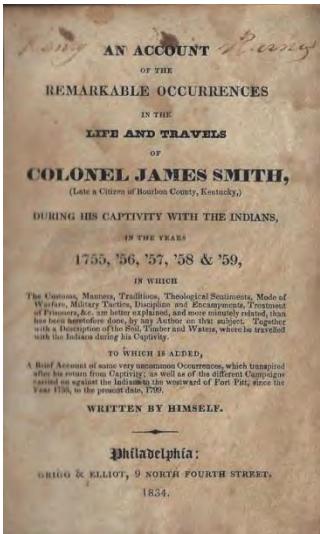 AN ACCOUNT
OF THE
REMARKABLE OCCURRENCES
IN THE
LIFE AND TRAVELS
OF
COLONEL JAMES SMITH,
(Late a Citizen of Bourbon County, Kentucky,)
DURING HIS CAPTIVITY WITH THE INDIANS,
IN THE YEARS
1755, '56, '57, '58 & '59,
IN WHICH
The Customs, Manners, Traditions, Theological Sentiments, Mode of
Warfare, Military Tactics, Discipline and Encampments, Treatment
of Prisoners, &c. are better explained, and more minutely related, than
has been heretofore done, by any Author on that subject. Together
with a Description of the Soil, Timber and Waters, where he travelled
with the Indians during his Captivity.
TO WHICH IS ADDED,
A Brief Account of some very uncommon Occurrences, which transpired
after his return from Captivity; as well as of the different Campaigns
carried on against the Indians to the westward of Fort Pitt, since the
Year 1755, to the present date, 1799.
WRITTEN BY HIMSELF.
Philadelphia:
GRIGG & ELLIOT, 9 NORTH FOURTH STREET.
1834.